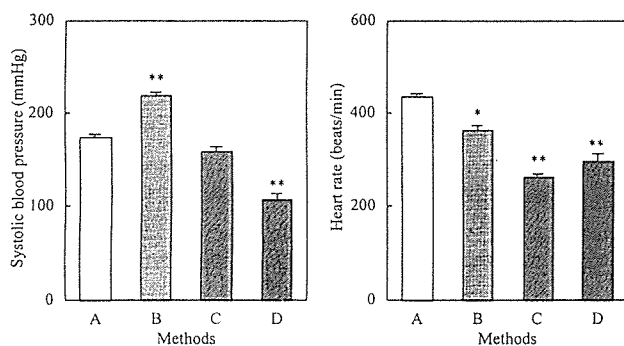 Systolic blood pressure (mmHg)
300
200
100
0
**
**
A B C D
Methods
Heart rate (beats/min)
600
400
200
0
*
**
**
A B C D
Methods